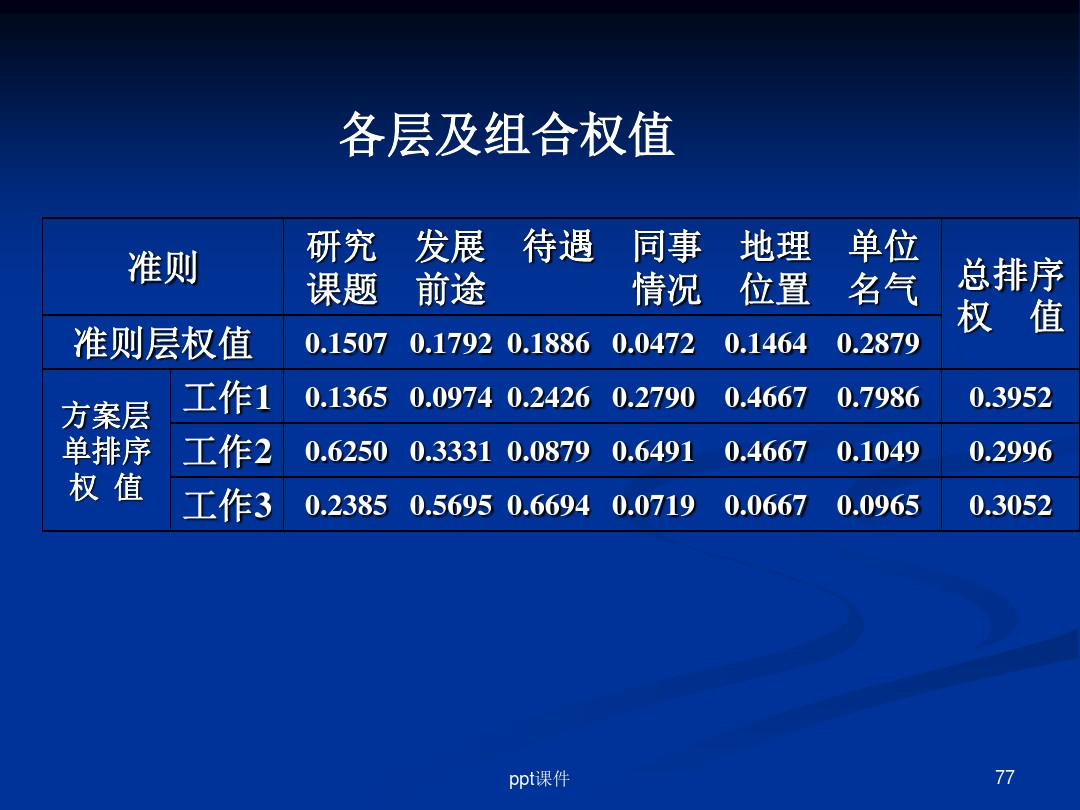 各层及组合权值
准则 研究课题 发展前途 待遇 同事情况 地理位置 单位名气 总排序权 值
准则层权值 0.1507 0.1792 0.1886 0.0472 0.1464 0.2879
方案层单排序权 值
工作1 0.1365 0.0974 0.2426 0.2790 0.4667 0.7986 0.3952
工作2 0.6250 0.3331 0.0879 0.6491 0.4667 0.1049 0.2996
工作3 0.2385 0.5695 0.6694 0.0719 0.0667 0.0965 0.3052
ppt课件
77